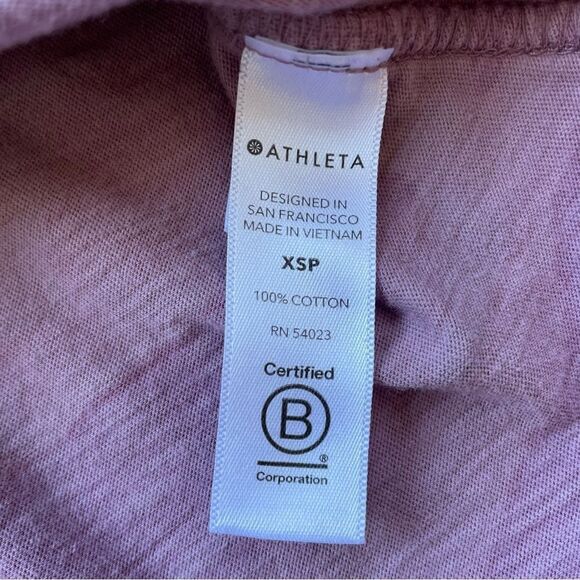 ATHLETA
DESIGNED IN
SAN FRANCISCO
MADE IN VIETNAM
XSP
100% COTTON
RN 54023
Certified
B
®
Corporation